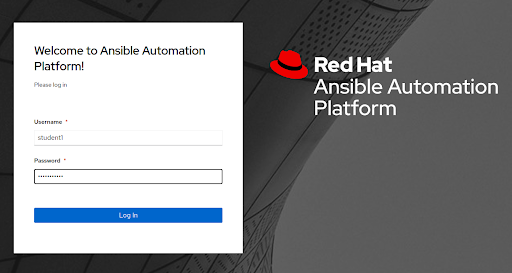 Welcome to Ansible Automation
Platform!
Please log in
Username *
student1
Password *
•••••••••••
Log In
Red Hat
Ansible Automation
Platform